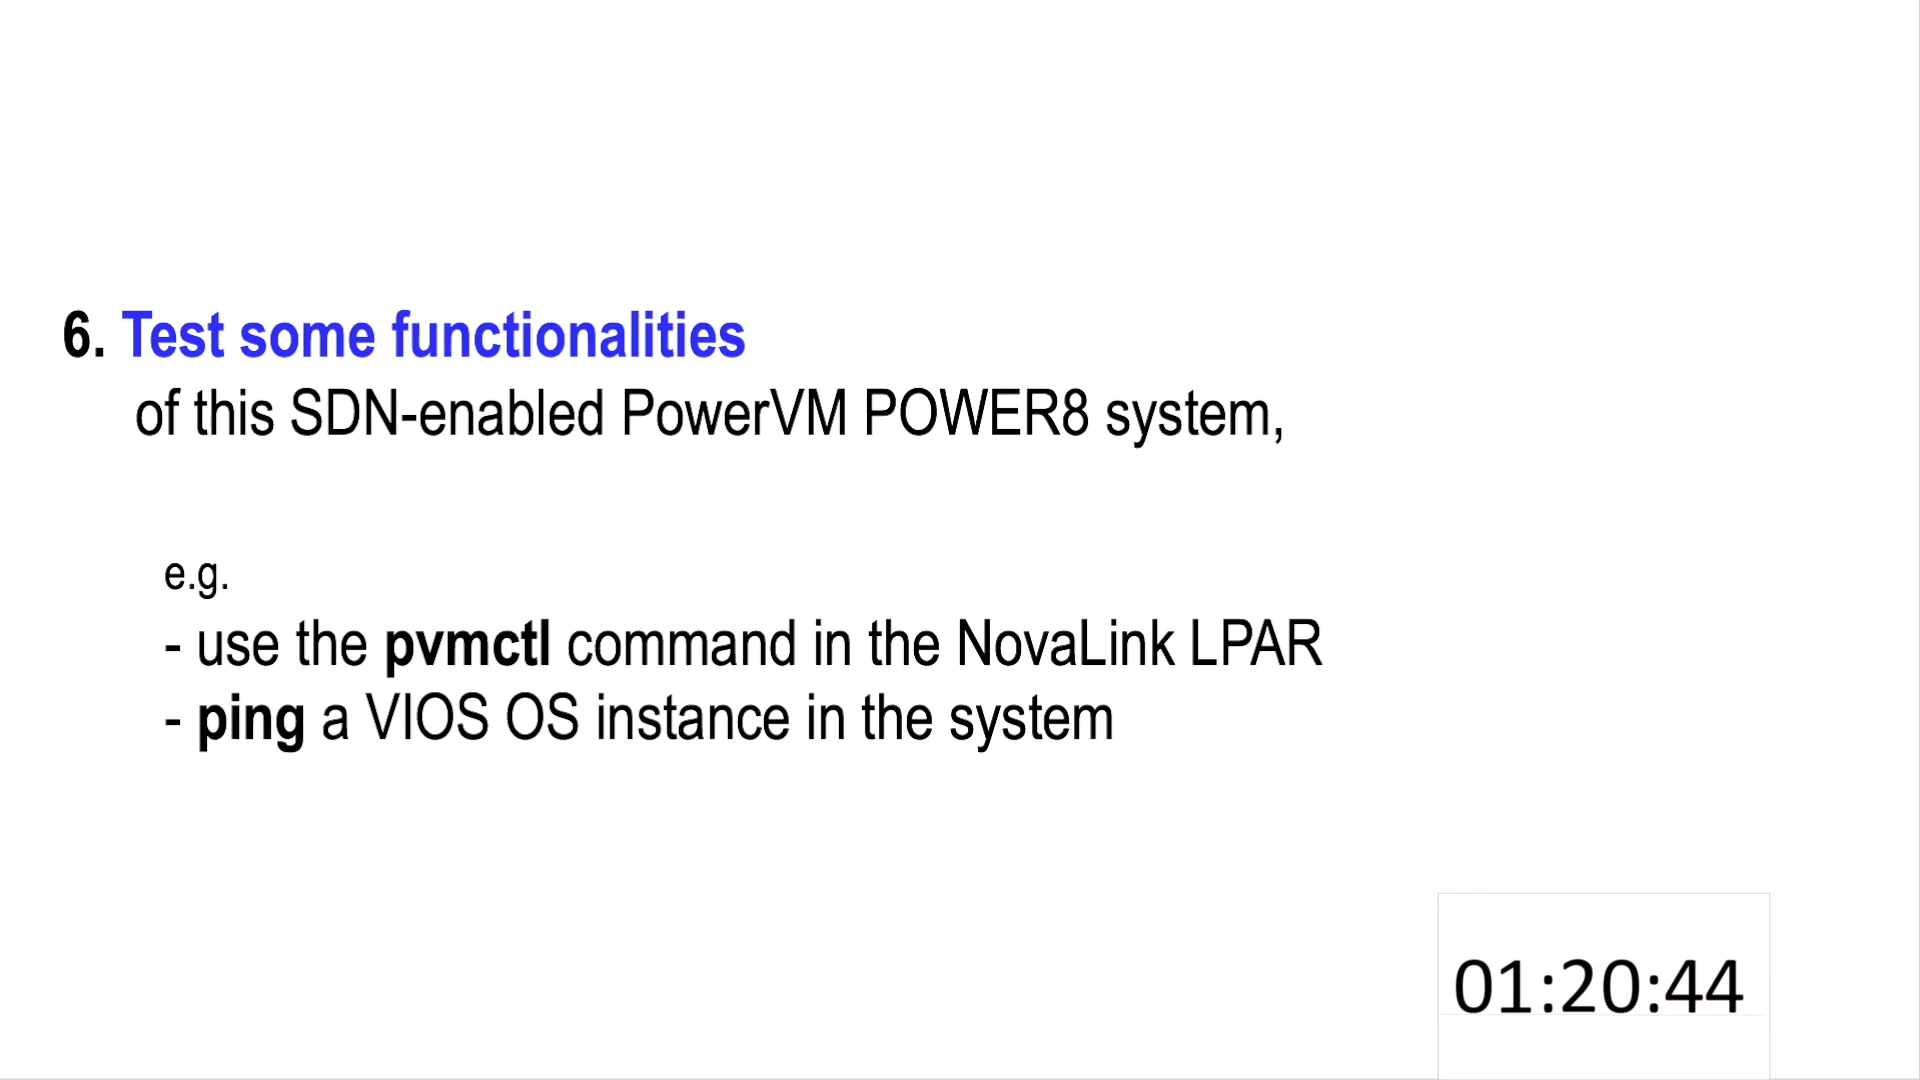 6. Test some functionalities
of this SDN-enabled PowerVM POWER8 system,
e.g.
- use the pvmctl command in the NovaLink LPAR
- ping a VIOS OS instance in the system
01:20:44